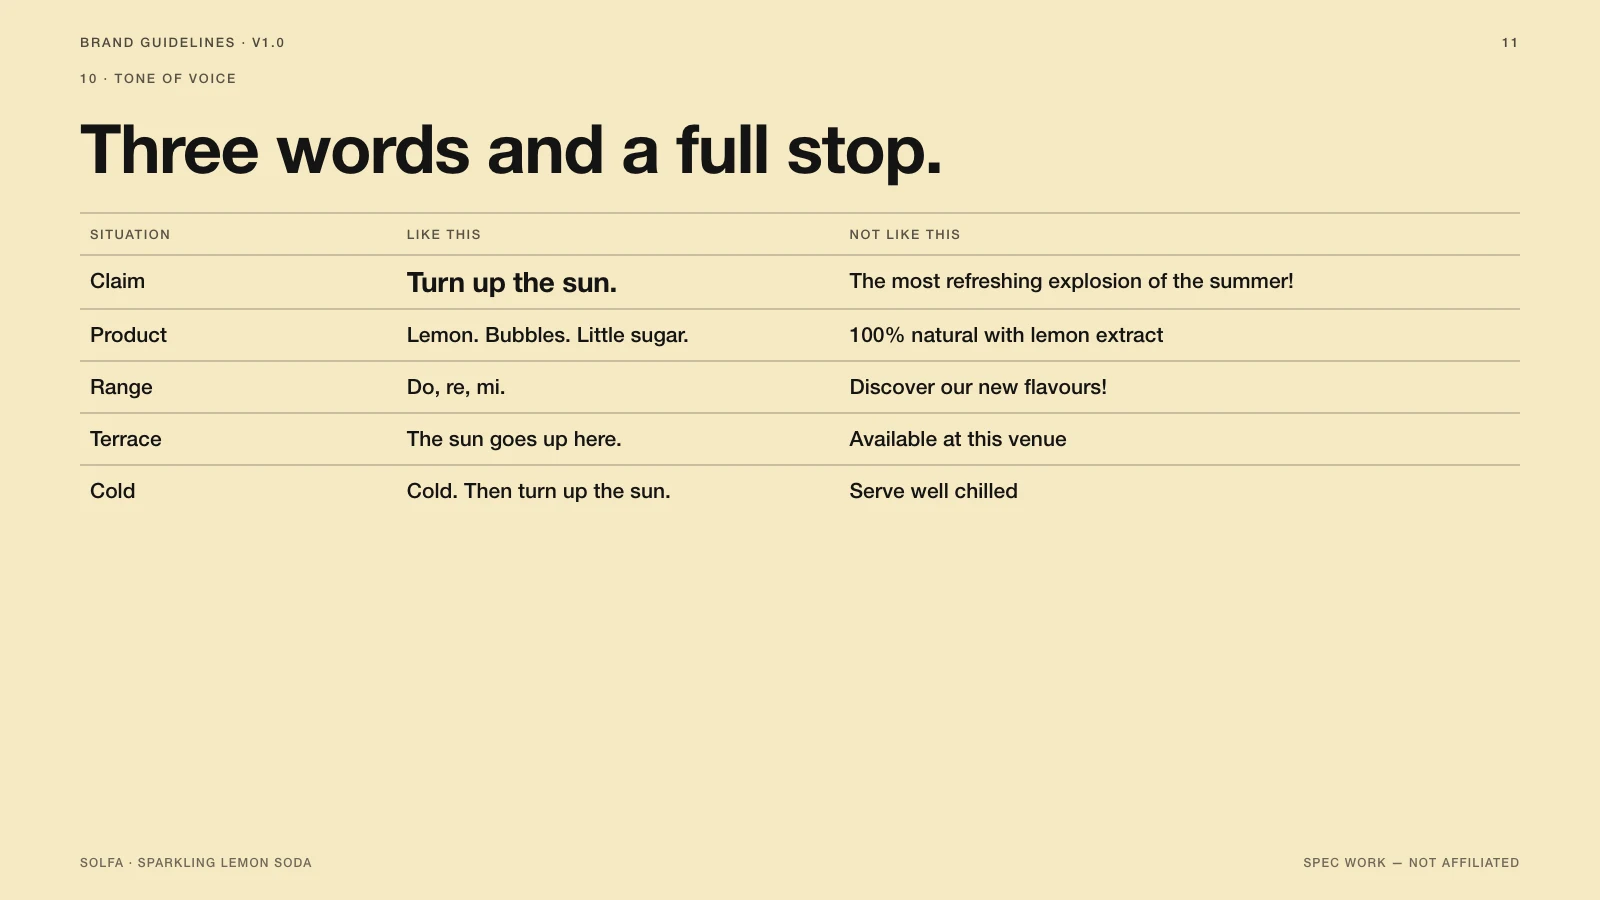 BRAND GUIDELINES · V1.0
11
10 · TONE OF VOICE
Three words and a full stop.
SITUATION LIKE THIS NOT LIKE THIS
Claim Turn up the sun. The most refreshing explosion of the summer!
Product Lemon. Bubbles. Little sugar. 100% natural with lemon extract
Range Do, re, mi. Discover our new flavours!
Terrace The sun goes up here. Available at this venue
Cold Cold. Then turn up the sun. Serve well chilled
SOLFA · SPARKLING LEMON SODA
SPEC WORK — NOT AFFILIATED